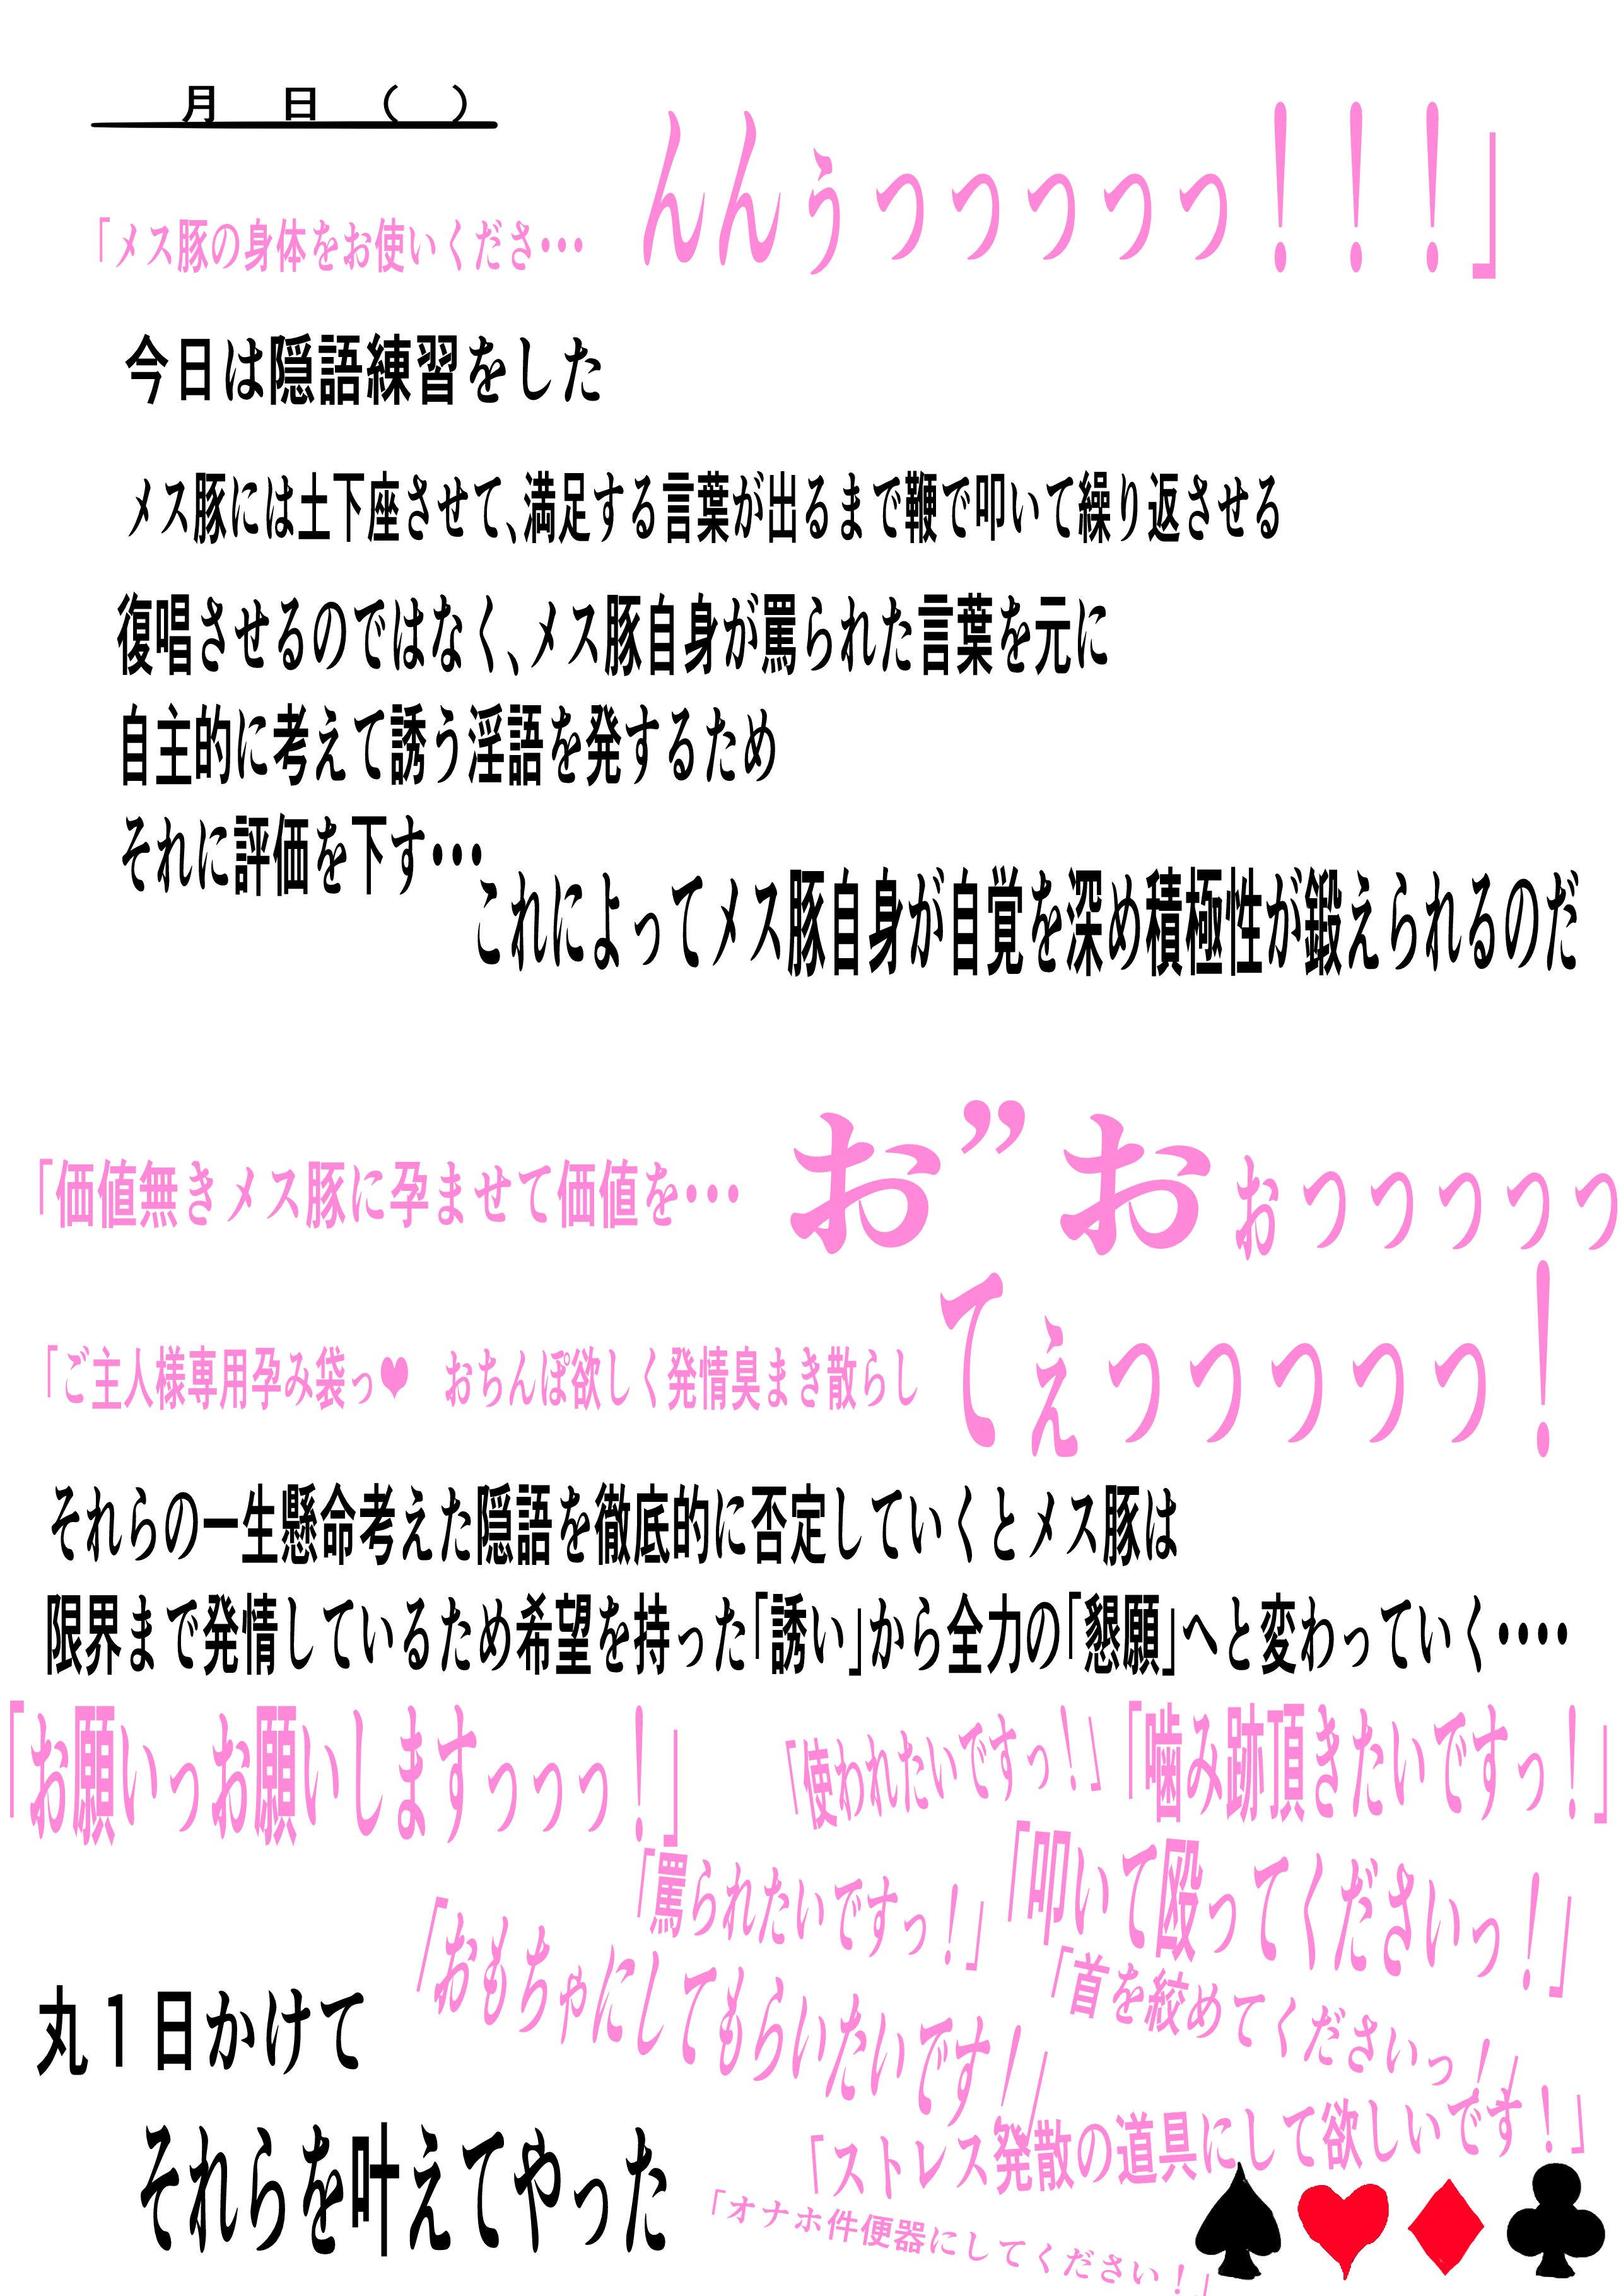 月　日　（　）
「メス豚の身体をお使いくださ･･･
んんぅっっっっっ！！！」
今日は隠語練習をした
メス豚には土下座させて､満足する言葉が出るまで鞭で叩いて繰り返させる
復唱させるのではなく､メス豚自身が罵られた言葉を元に
自主的に考えて誘う淫語を発するため
それに評価を下す･･･
これによってメス豚自身が自覚を深め積極性が鍛えられるのだ
「価値無きメス豚に孕ませて価値を･･･
お”おぉっっっっっ
「ご主人様専用孕み袋っ♥　おちんぽ欲しく発情臭まき散らし
てぇっっっっっ！
それらの一生懸命考えた隠語を徹底的に否定していくとメス豚は
限界まで発情しているため希望を持った｢誘い｣から全力の｢懇願｣へと変わっていく････
「お願いっお願いしますっっっ！」
「使われたいですっ！」
「噛み跡頂きたいですっ！」
「罵られたいですっ！」
「叩いて殴ってくださいっ！」
「おもちゃにしてもらいたいです！」
「首を絞めてくださいっ！」
丸１日かけて
「ストレス発散の道具にして欲しいです！」
それらを叶えてやった
「オナホ件便器にしてください！」